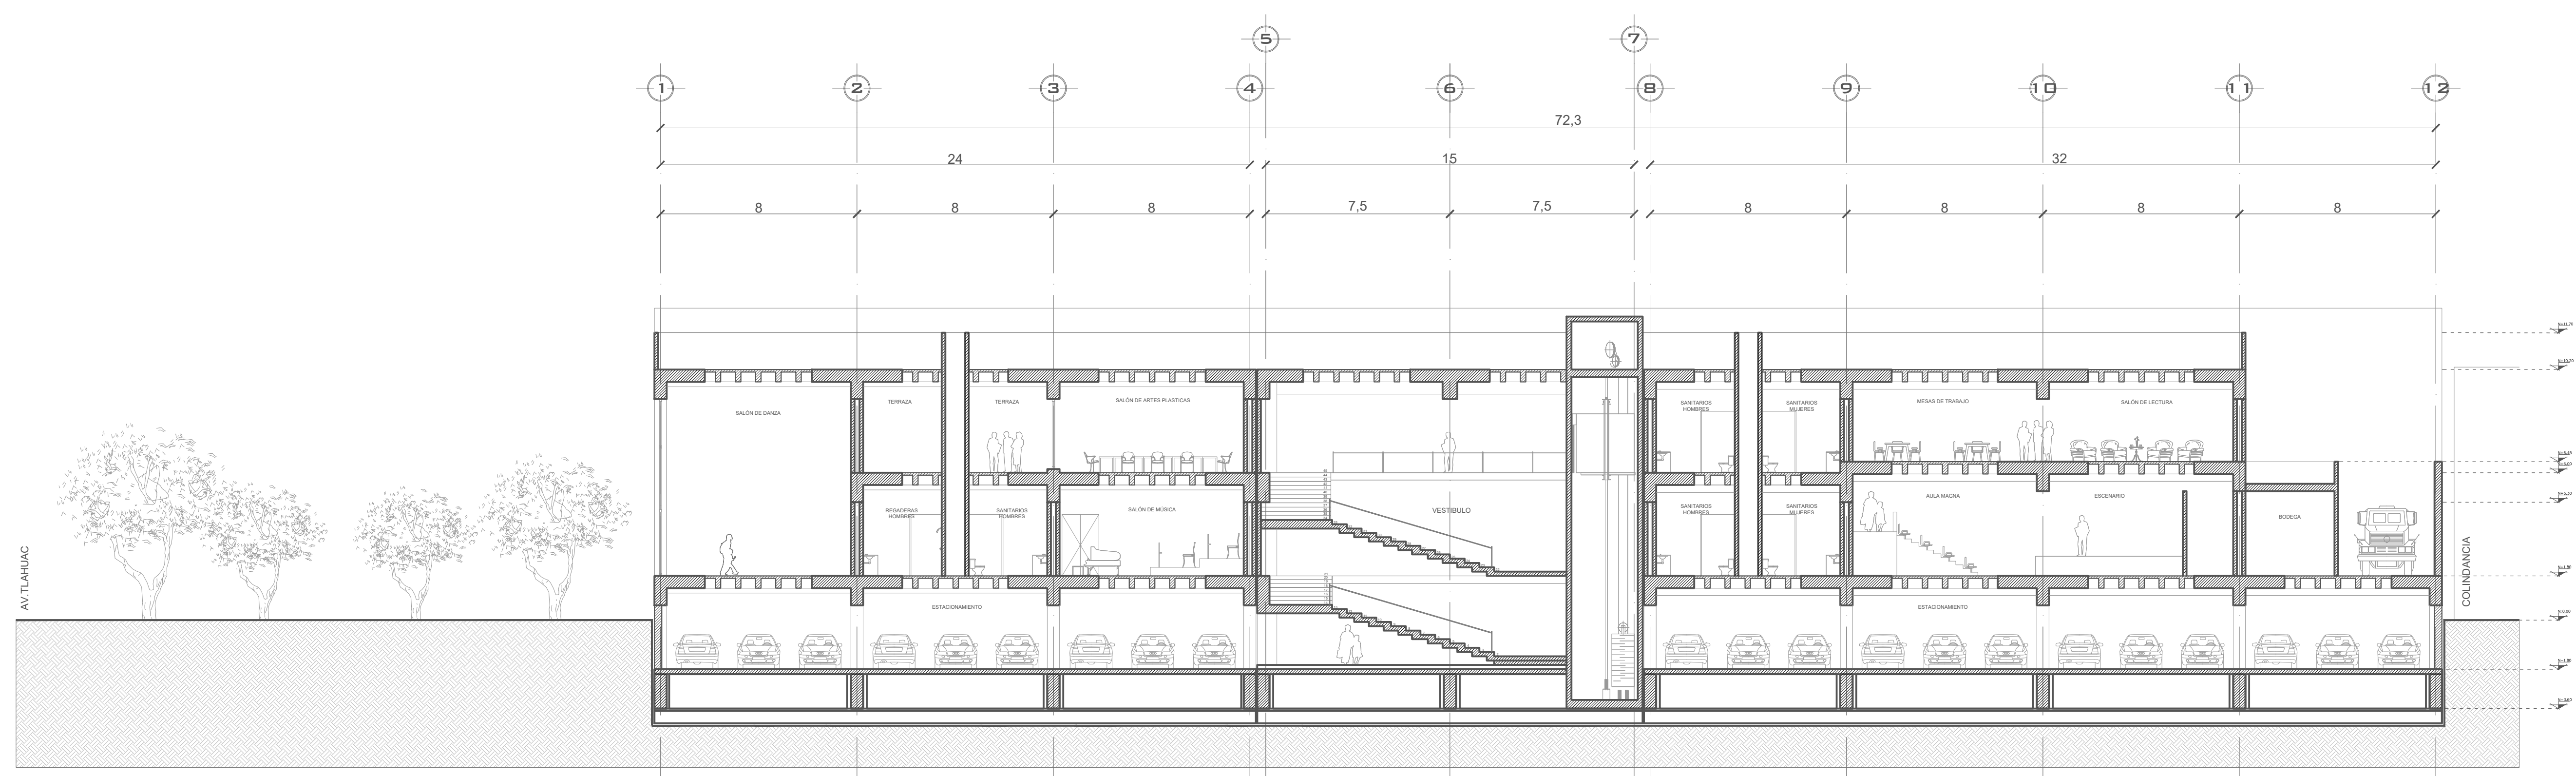 5 7
1 2 3 4 6 8 9 10 11 12
72,3
24 15 32
8 8 8 7,5 7,5 8 8 8 8
SALÓN DE DANZA
TERRAZA
TERRAZA
SALÓN DE ARTES PLASTICAS
SANITARIOS
HOMBRES
SANITARIOS
MUJERES
MESAS DE TRABAJO
SALÓN DE LECTURA
REGADERAS
HOMBRES
SANITARIOS
HOMBRES
SALÓN DE MÚSICA
VESTIBULO
SANITARIOS
HOMBRES
SANITARIOS
MUJERES
AULA MAGNA
ESCENARIO
BODEGA
ESTACIONAMIENTO
ESTACIONAMIENTO
AV.TLAHUAC
COLINDANCIA